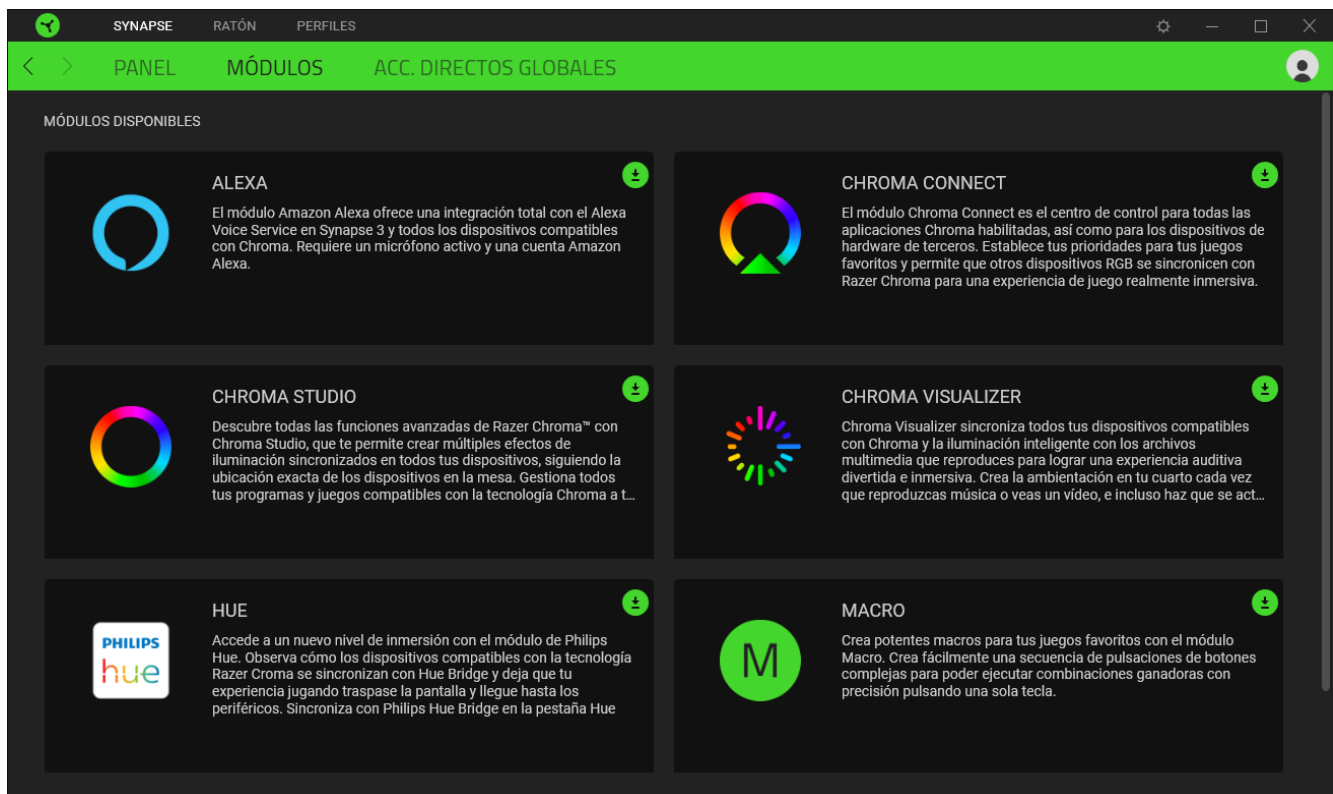 SYNAPSE RATÓN PERFILES
PANEL MÓDULOS ACC. DIRECTOS GLOBALES
MÓDULOS DISPONIBLES
ALEXA
El módulo Amazon Alexa ofrece una integración total con el Alexa
Voice Service en Synapse 3 y todos los dispositivos compatibles
con Chroma. Requiere un micrófono activo y una cuenta Amazon
Alexa.
CHROMA CONNECT
El módulo Chroma Connect es el centro de control para todas las
aplicaciones Chroma habilitadas, así como para los dispositivos de
hardware de terceros. Establece tus prioridades para tus juegos
favoritos y permite que otros dispositivos RGB se sincronicen con
Razer Chroma para una experiencia de juego realmente inmersiva.
CHROMA STUDIO
Descubre todas las funciones avanzadas de Razer Chroma™ con
Chroma Studio, que te permite crear múltiples efectos de
iluminación sincronizados en todos tus dispositivos, siguiendo la
ubicación exacta de los dispositivos en la mesa. Gestiona todos
tus programas y juegos compatibles con la tecnología Chroma a t...
CHROMA VISUALIZER
Chroma Visualizer sincroniza todos tus dispositivos compatibles
con Chroma y la iluminación inteligente con los archivos
multimedia que reproduces para lograr una experiencia auditiva
divertida e inmersiva. Crea la ambientación en tu cuarto cada vez
que reproduzcas música o veas un vídeo, e incluso haz que se act...
PHILIPS
hue
HUE
Accede a un nuevo nivel de inmersión con el módulo de Philips
Hue. Observa cómo los dispositivos compatibles con la tecnología
Razer Croma se sincronizan con Hue Bridge y deja que tu
experiencia jugando traspase la pantalla y llegue hasta los
periféricos. Sincroniza con Philips Hue Bridge en la pestaña Hue
M
MACRO
Crea potentes macros para tus juegos favoritos con el módulo
Macro. Crea fácilmente una secuencia de pulsaciones de botones
complejas para poder ejecutar combinaciones ganadoras con
precisión pulsando una sola tecla.